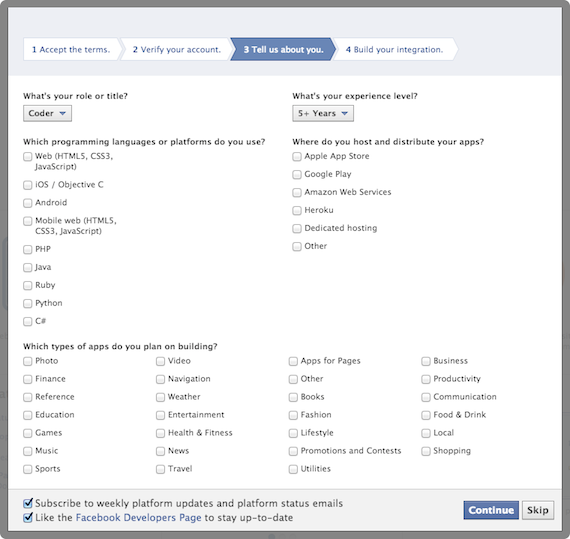 1 Accept the terms. 2 Verify your account. 3 Tell us about you. 4 Build your integration.
What's your role or title?
Coder
What's your experience level?
5+ Years
Which programming languages or platforms do you use?
Web (HTML5, CSS3,
JavaScript)
iOS / Objective C
Android
Mobile web (HTML5,
CSS3, JavaScript)
PHP
Java
Ruby
Python
C#
Where do you host and distribute your apps?
Apple App Store
Google Play
Amazon Web Services
Heroku
Dedicated hosting
Other
Which types of apps do you plan on building?
Photo Video Apps for Pages Business
Finance Navigation Other Productivity
Reference Weather Books Communication
Education Entertainment Fashion Food & Drink
Games Health & Fitness Lifestyle Local
Music News Promotions and Contests Shopping
Sports Travel Utilities
Subscribe to weekly platform updates and platform status emails
Like the Facebook Developers Page to stay up-to-date
Continue Skip